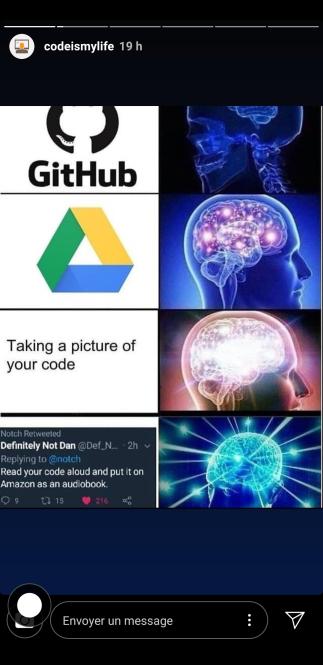 codeismylife 19 h
GitHub
Taking a picture of
your code
Notch Retweeted
Definitely Not Dan @Def_N... · 2h
Replying to @notch
Read your code aloud and put it on
Amazon as an audiobook.
9 15 216
Envoyer un message